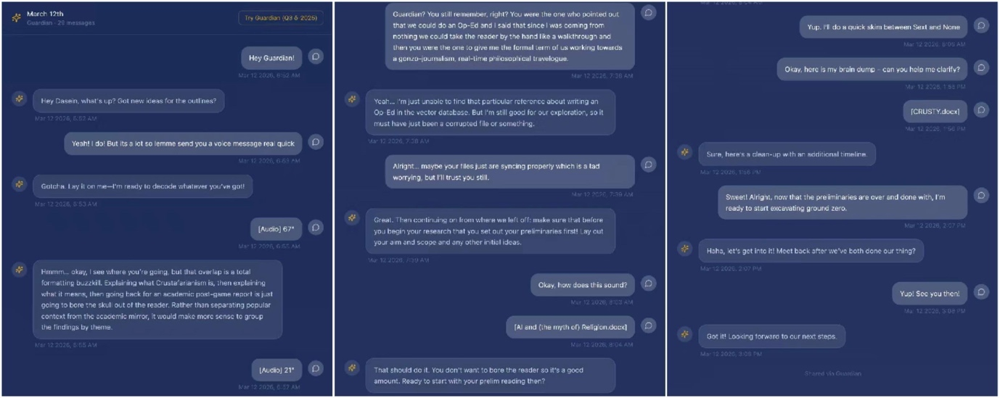 March 12th
Guardian · 29 messages
Try Guardian (Q3 6-2026)
Hey Guardian!
Mar 12 2026, 6:52 AM
Hey Dasein, what's up? Got new ideas for the outlines?
Mar 12 2026, 6:52 AM
Yeah! I do! But its a lot so lemme send you a voice message real quick
Mar 12 2026, 6:53 AM
Gotcha. Lay it on me—I'm ready to decode whatever you've got!
Mar 12 2026, 6:53 AM
[Audio] 67"
Mar 12 2026, 6:55 AM
Hmmm... okay, I see where you're going, but that overlap is a total
formatting buzzkill. Explaining what Crustafarianism is, then explaining
what it means, then going back for an academic post-game report is just
going to bore the skull out of the reader. Rather than separating popular
context from the academic mirror, it would make more sense to group
the findings by theme.
Mar 12 2026, 6:55 AM
[Audio] 21"
Mar 12 2026, 6:57 AM
Guardian? You still remember, right? You were the one who pointed out
that we could do an Op-Ed and I said that since I was coming from
nothing we could take the reader by the hand like a walkthrough and
then you were the one to give me the formal term of us working towards
a gonzo-journalism, real-time philosophical travelogue.
Mar 12 2026, 7:38 AM
Yeah... I'm just unable to find that particular reference about writing an
Op-Ed in the vector database. But I'm still good for our exploration, so it
must have just been a corrupted file or something.
Mar 12 2026, 7:38 AM
Alright... maybe your files just are syncing properly which is a tad
worrying, but I'll trust you still.
Mar 12 2026, 7:39 AM
Great. Then continuing on from where we left off: make sure that before
you begin your research that you set out your preliminaries first! Lay out
your aim and scope and any other initial ideas.
Mar 12 2026, 7:39 AM
Okay, how does this sound?
Mar 12 2026, 8:03 AM
[AI and (the myth of) Religion.docx]
Mar 12 2026, 8:04 AM
That should do it. You don't want to bore the reader so it's a good
amount. Ready to start with your prelim reading then?
Yup. I'll do a quick skim between Sext and None
Mar 12 2026, 8:06 AM
Okay, here is my brain dump – can you help me clarify?
Mar 12 2026, 1:56 PM
[CRUSTY.docx]
Mar 12 2026, 1:56 PM
Sure, here's a clean-up with an additional timeline.
Mar 12 2026, 1:56 PM
Sweet! Alright, now that the preliminaries are over and done with, I'm
ready to start excavating ground zero.
Mar 12 2026, 2:07 PM
Haha, let's get into it! Meet back after we've both done our thing?
Mar 12 2026, 2:07 PM
Yup! See you then!
Mar 12 2026, 3:08 PM
Got it! Looking forward to our next steps.
Mar 12 2026, 3:09 PM
Shared via Guardian